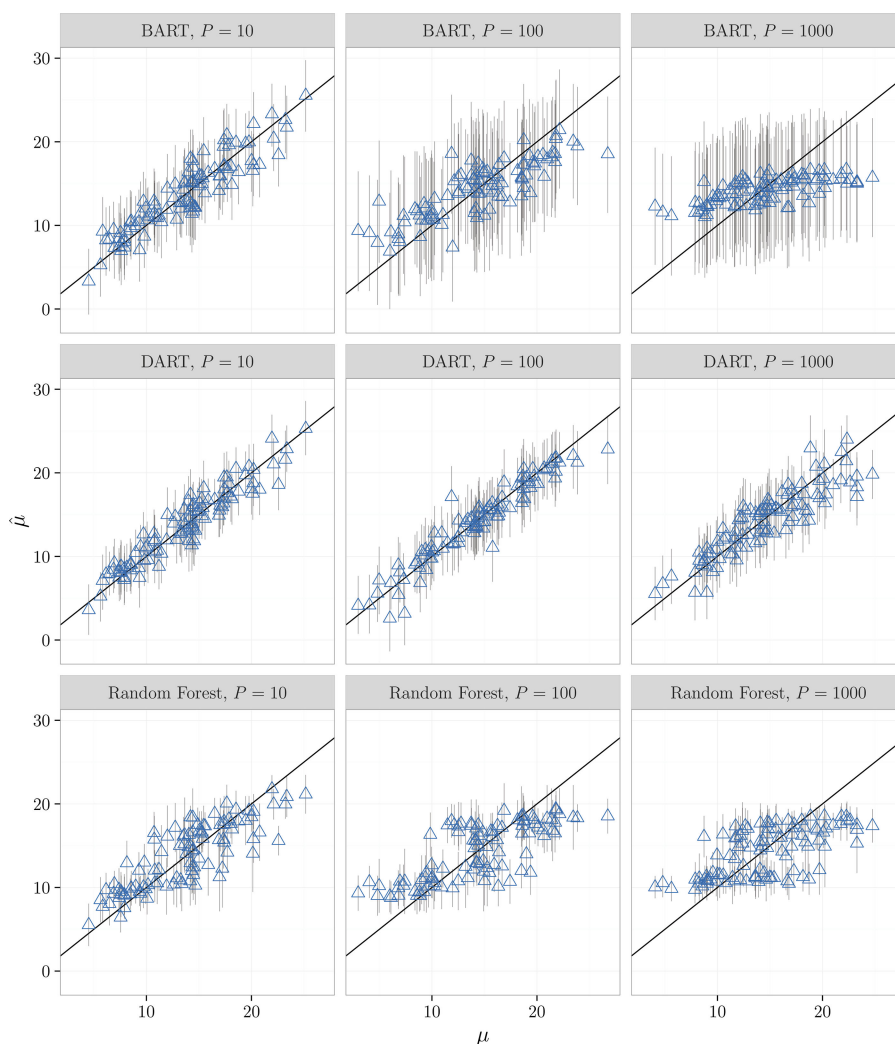 BART, P = 10
BART, P = 100
BART, P = 1000
30
20
10
0
DART, P = 10
DART, P = 100
DART, P = 1000
30
20
10
0
μ̂
Random Forest, P = 10
Random Forest, P = 100
Random Forest, P = 1000
30
20
10
0
10 20 10 20 10 20
μ